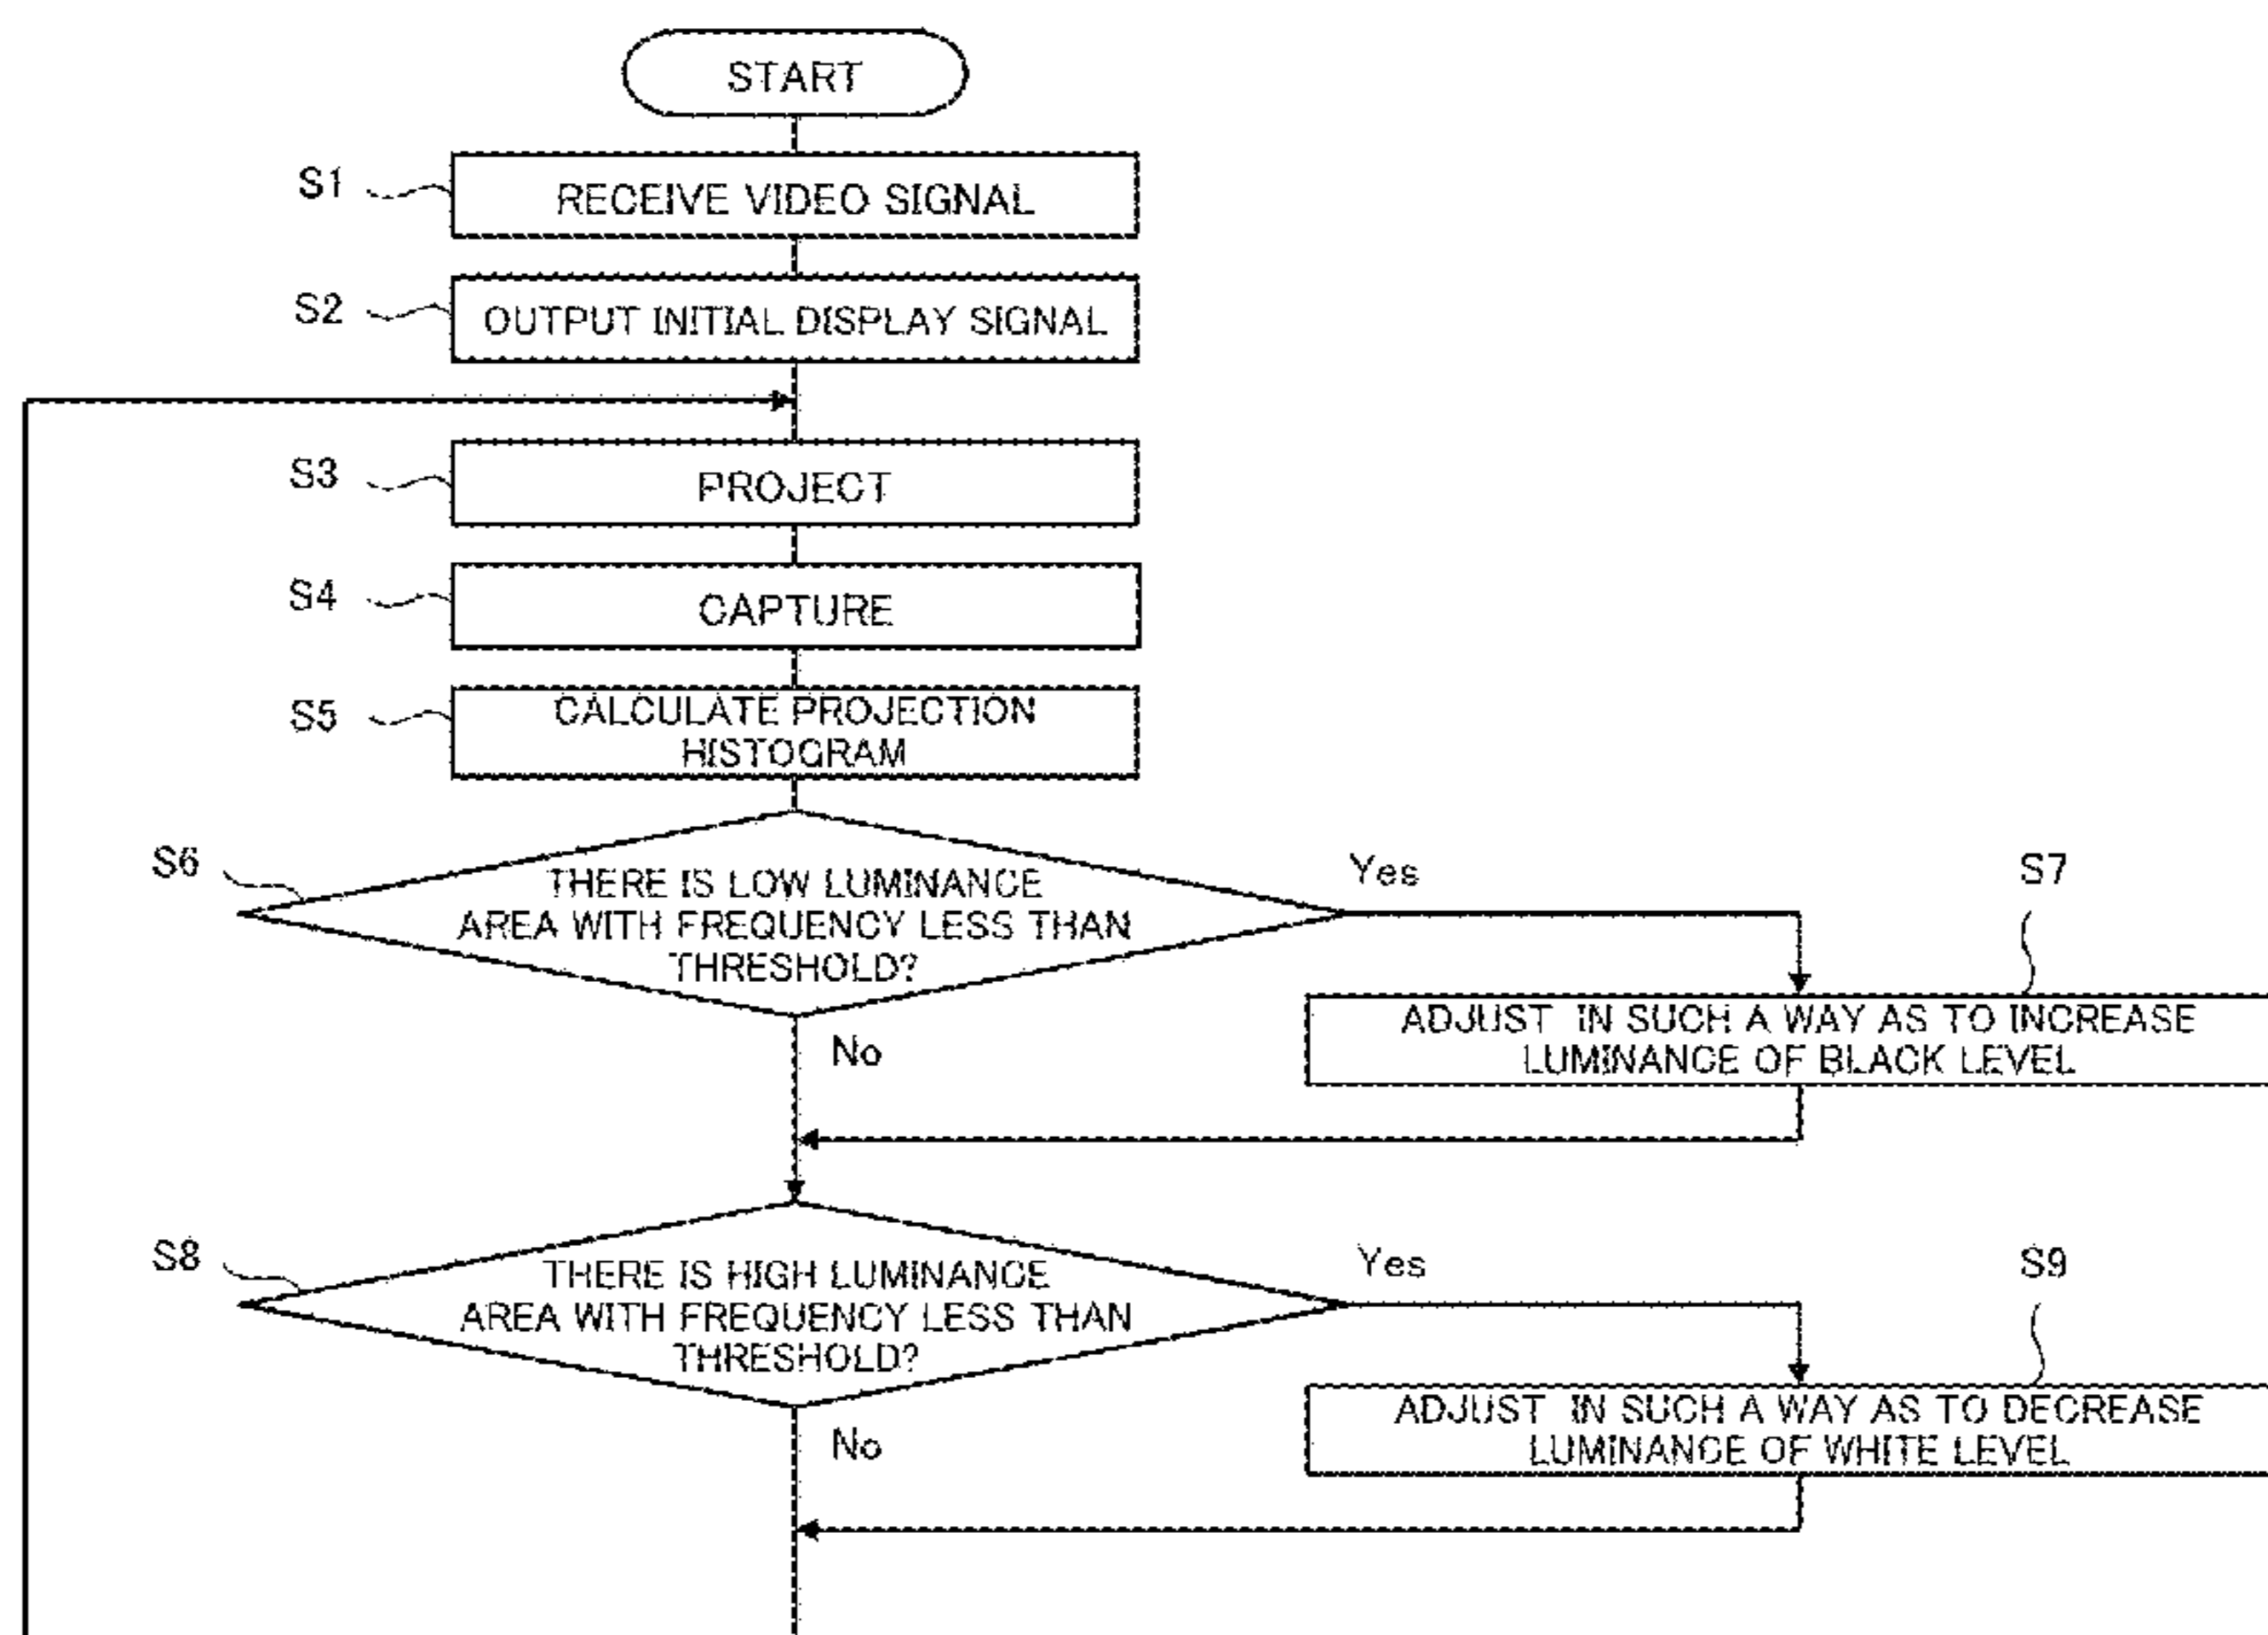 START
S1
RECEIVE VIDEO SIGNAL
S2
OUTPUT INITIAL DISPLAY SIGNAL
S3
PROJECT
S4
CAPTURE
S5
CALCULATE PROJECTION
HISTOGRAM
S6
THERE IS LOW LUMINANCE
AREA WITH FREQUENCY LESS THAN
THRESHOLD?
Yes
S7
ADJUST IN SUCH A WAY AS TO INCREASE
LUMINANCE OF BLACK LEVEL
No
S8
THERE IS HIGH LUMINANCE
AREA WITH FREQUENCY LESS THAN
THRESHOLD?
Yes
S9
ADJUST IN SUCH A WAY AS TO DECREASE
LUMINANCE OF WHITE LEVEL
No